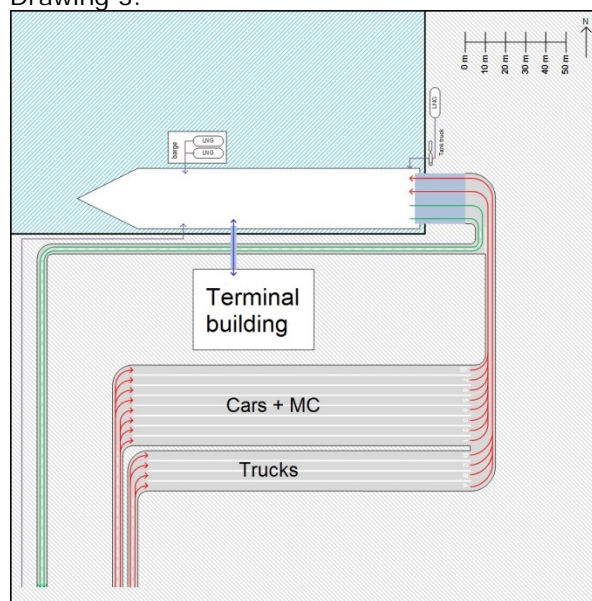 Drawing 3:
N
0 m
10 m
20 m
30 m
40 m
50 m
LNG
Tank truck
barge
LNG
LNG
Terminal
building
Cars + MC
Trucks